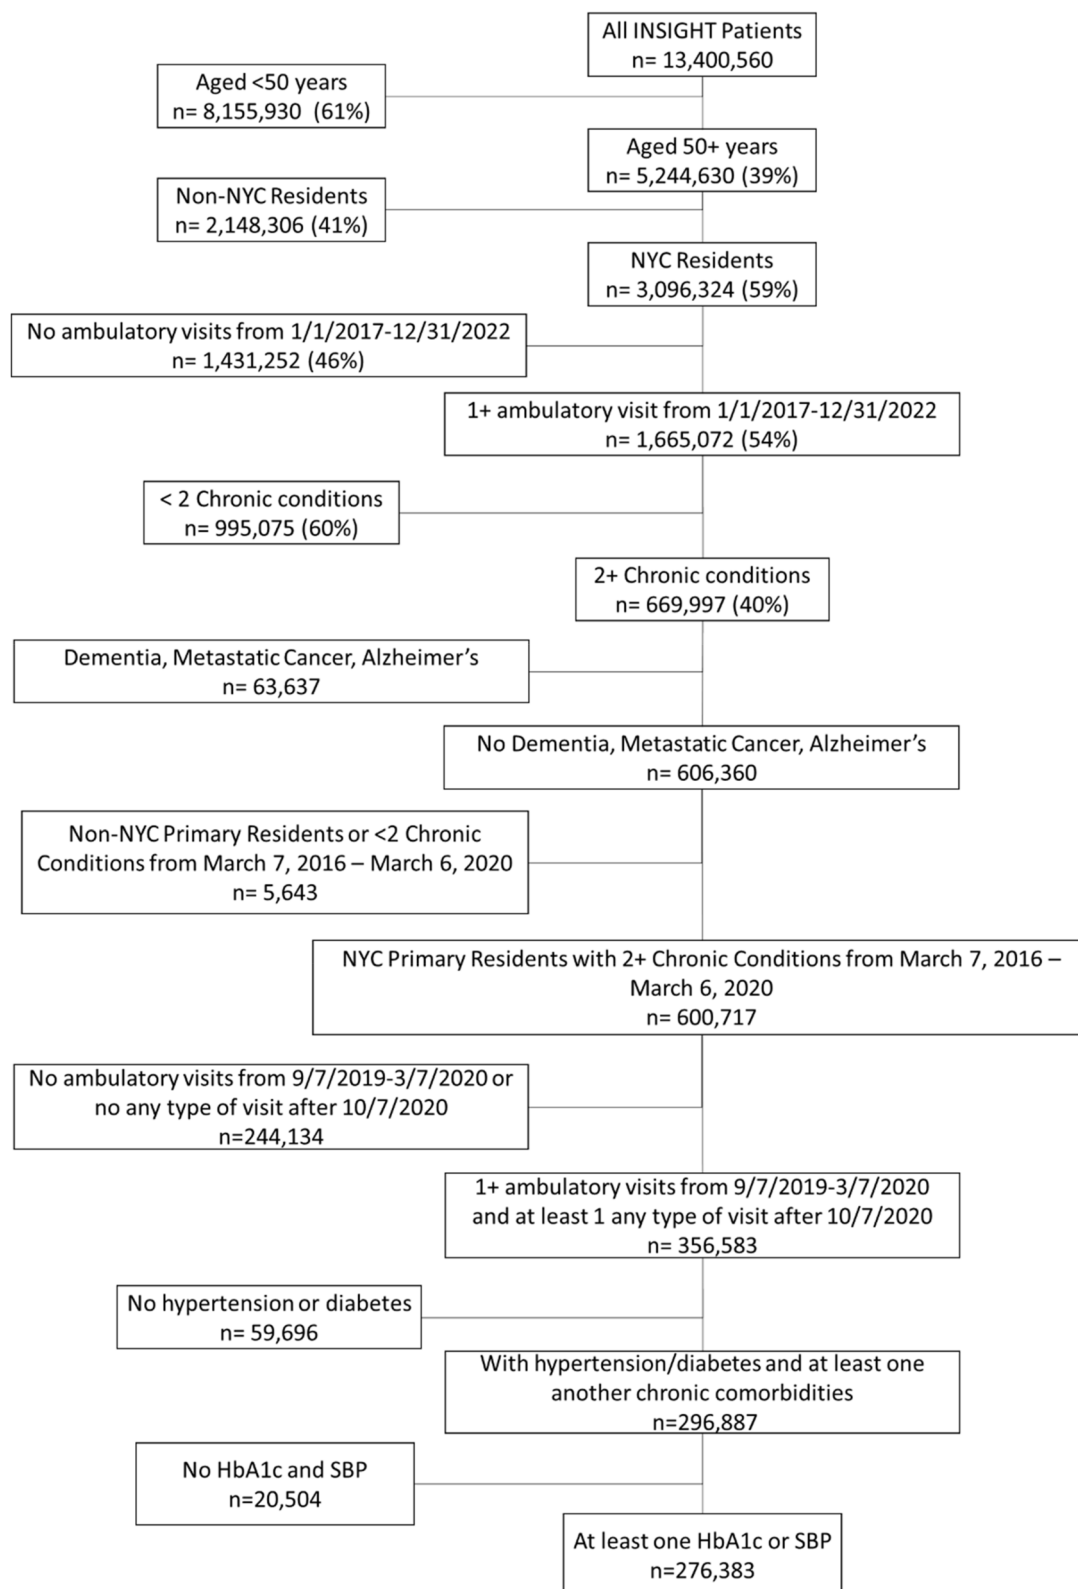 All INSIGHT Patients
n= 13,400,560
Aged <50 years
n= 8,155,930 (61%)
Aged 50+ years
n= 5,244,630 (39%)
Non-NYC Residents
n= 2,148,306 (41%)
NYC Residents
n= 3,096,324 (59%)
No ambulatory visits from 1/1/2017-12/31/2022
n= 1,431,252 (46%)
1+ ambulatory visit from 1/1/2017-12/31/2022
n= 1,665,072 (54%)
< 2 Chronic conditions
n= 995,075 (60%)
2+ Chronic conditions
n= 669,997 (40%)
Dementia, Metastatic Cancer, Alzheimer's
n= 63,637
No Dementia, Metastatic Cancer, Alzheimer's
n= 606,360
Non-NYC Primary Residents or <2 Chronic
Conditions from March 7, 2016 – March 6, 2020
n= 5,643
NYC Primary Residents with 2+ Chronic Conditions from March 7, 2016 –
March 6, 2020
n= 600,717
No ambulatory visits from 9/7/2019-3/7/2020 or
no any type of visit after 10/7/2020
n=244,134
1+ ambulatory visits from 9/7/2019-3/7/2020
and at least 1 any type of visit after 10/7/2020
n= 356,583
No hypertension or diabetes
n= 59,696
With hypertension/diabetes and at least one
another chronic comorbidities
n=296,887
No HbA1c and SBP
n=20,504
At least one HbA1c or SBP
n=276,383